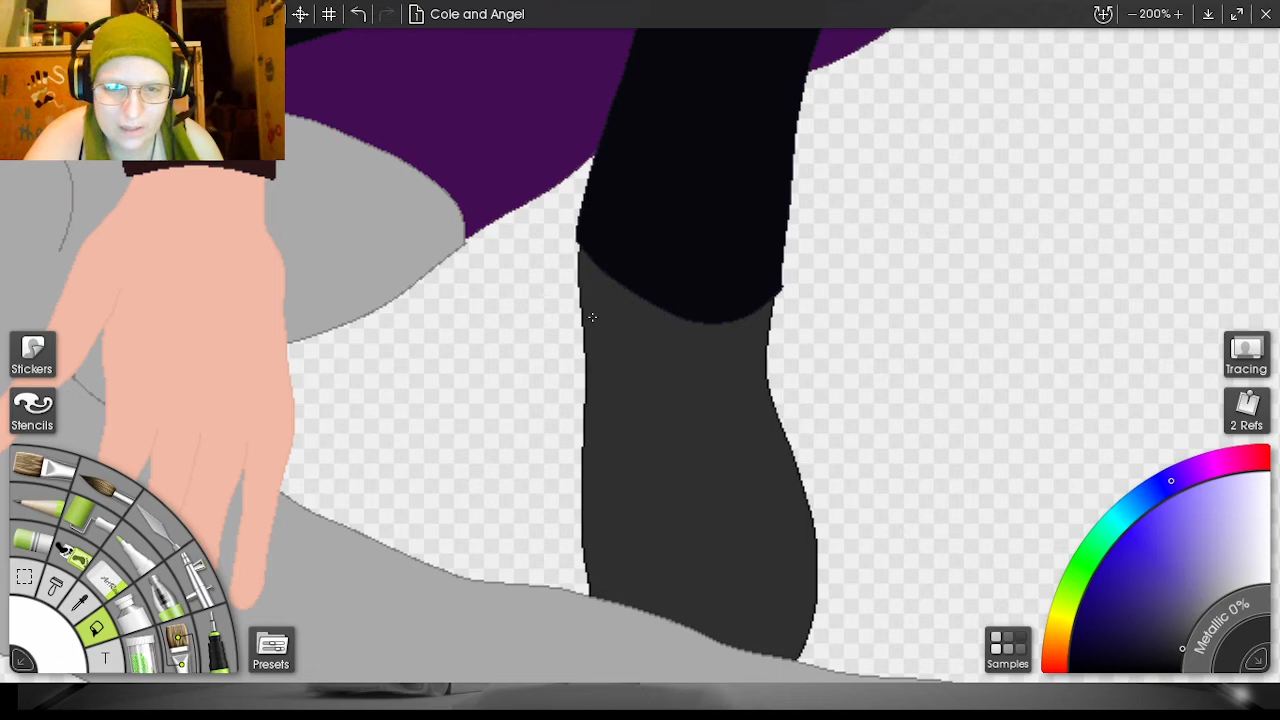 Cole and Angel
200%
Stickers
Tracing
Stencils
2 Refs
Metallic 0%
T
Presets
Samples